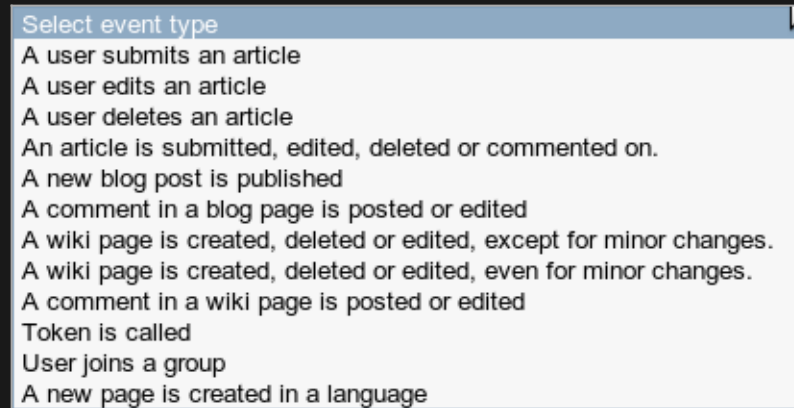 Select event type
A user submits an article
A user edits an article
A user deletes an article
An article is submitted, edited, deleted or commented on.
A new blog post is published
A comment in a blog page is posted or edited
A wiki page is created, deleted or edited, except for minor changes.
A wiki page is created, deleted or edited, even for minor changes.
A comment in a wiki page is posted or edited
Token is called
User joins a group
A new page is created in a language